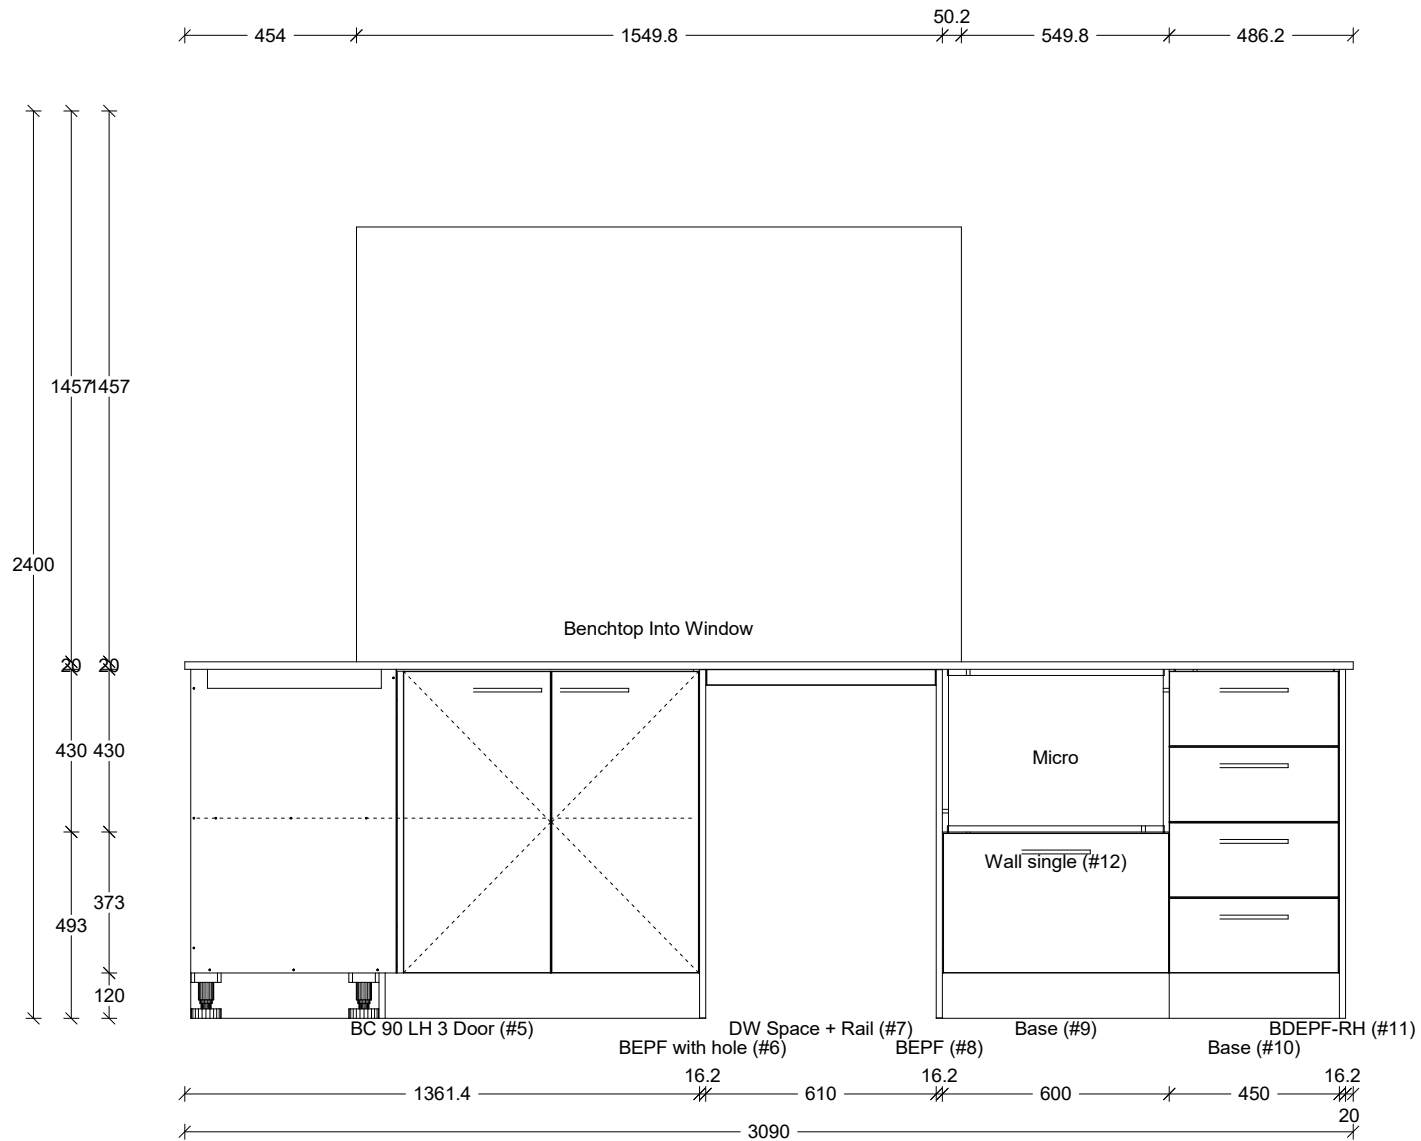 50.2
454 1549.8 549.8 486.2
1457 1457
2400
Benchtop Into Window
20 20
430 430
Micro
Wall single (#12)
373
493
120
BC 90 LH 3 Door (#5) DW Space + Rail (#7) Base (#9) BDEPF-RH (#11)
BEPF with hole (#6) BEPF (#8) Base (#10)
16.2 16.2 16.2
1361.4 610 600 450
20
3090